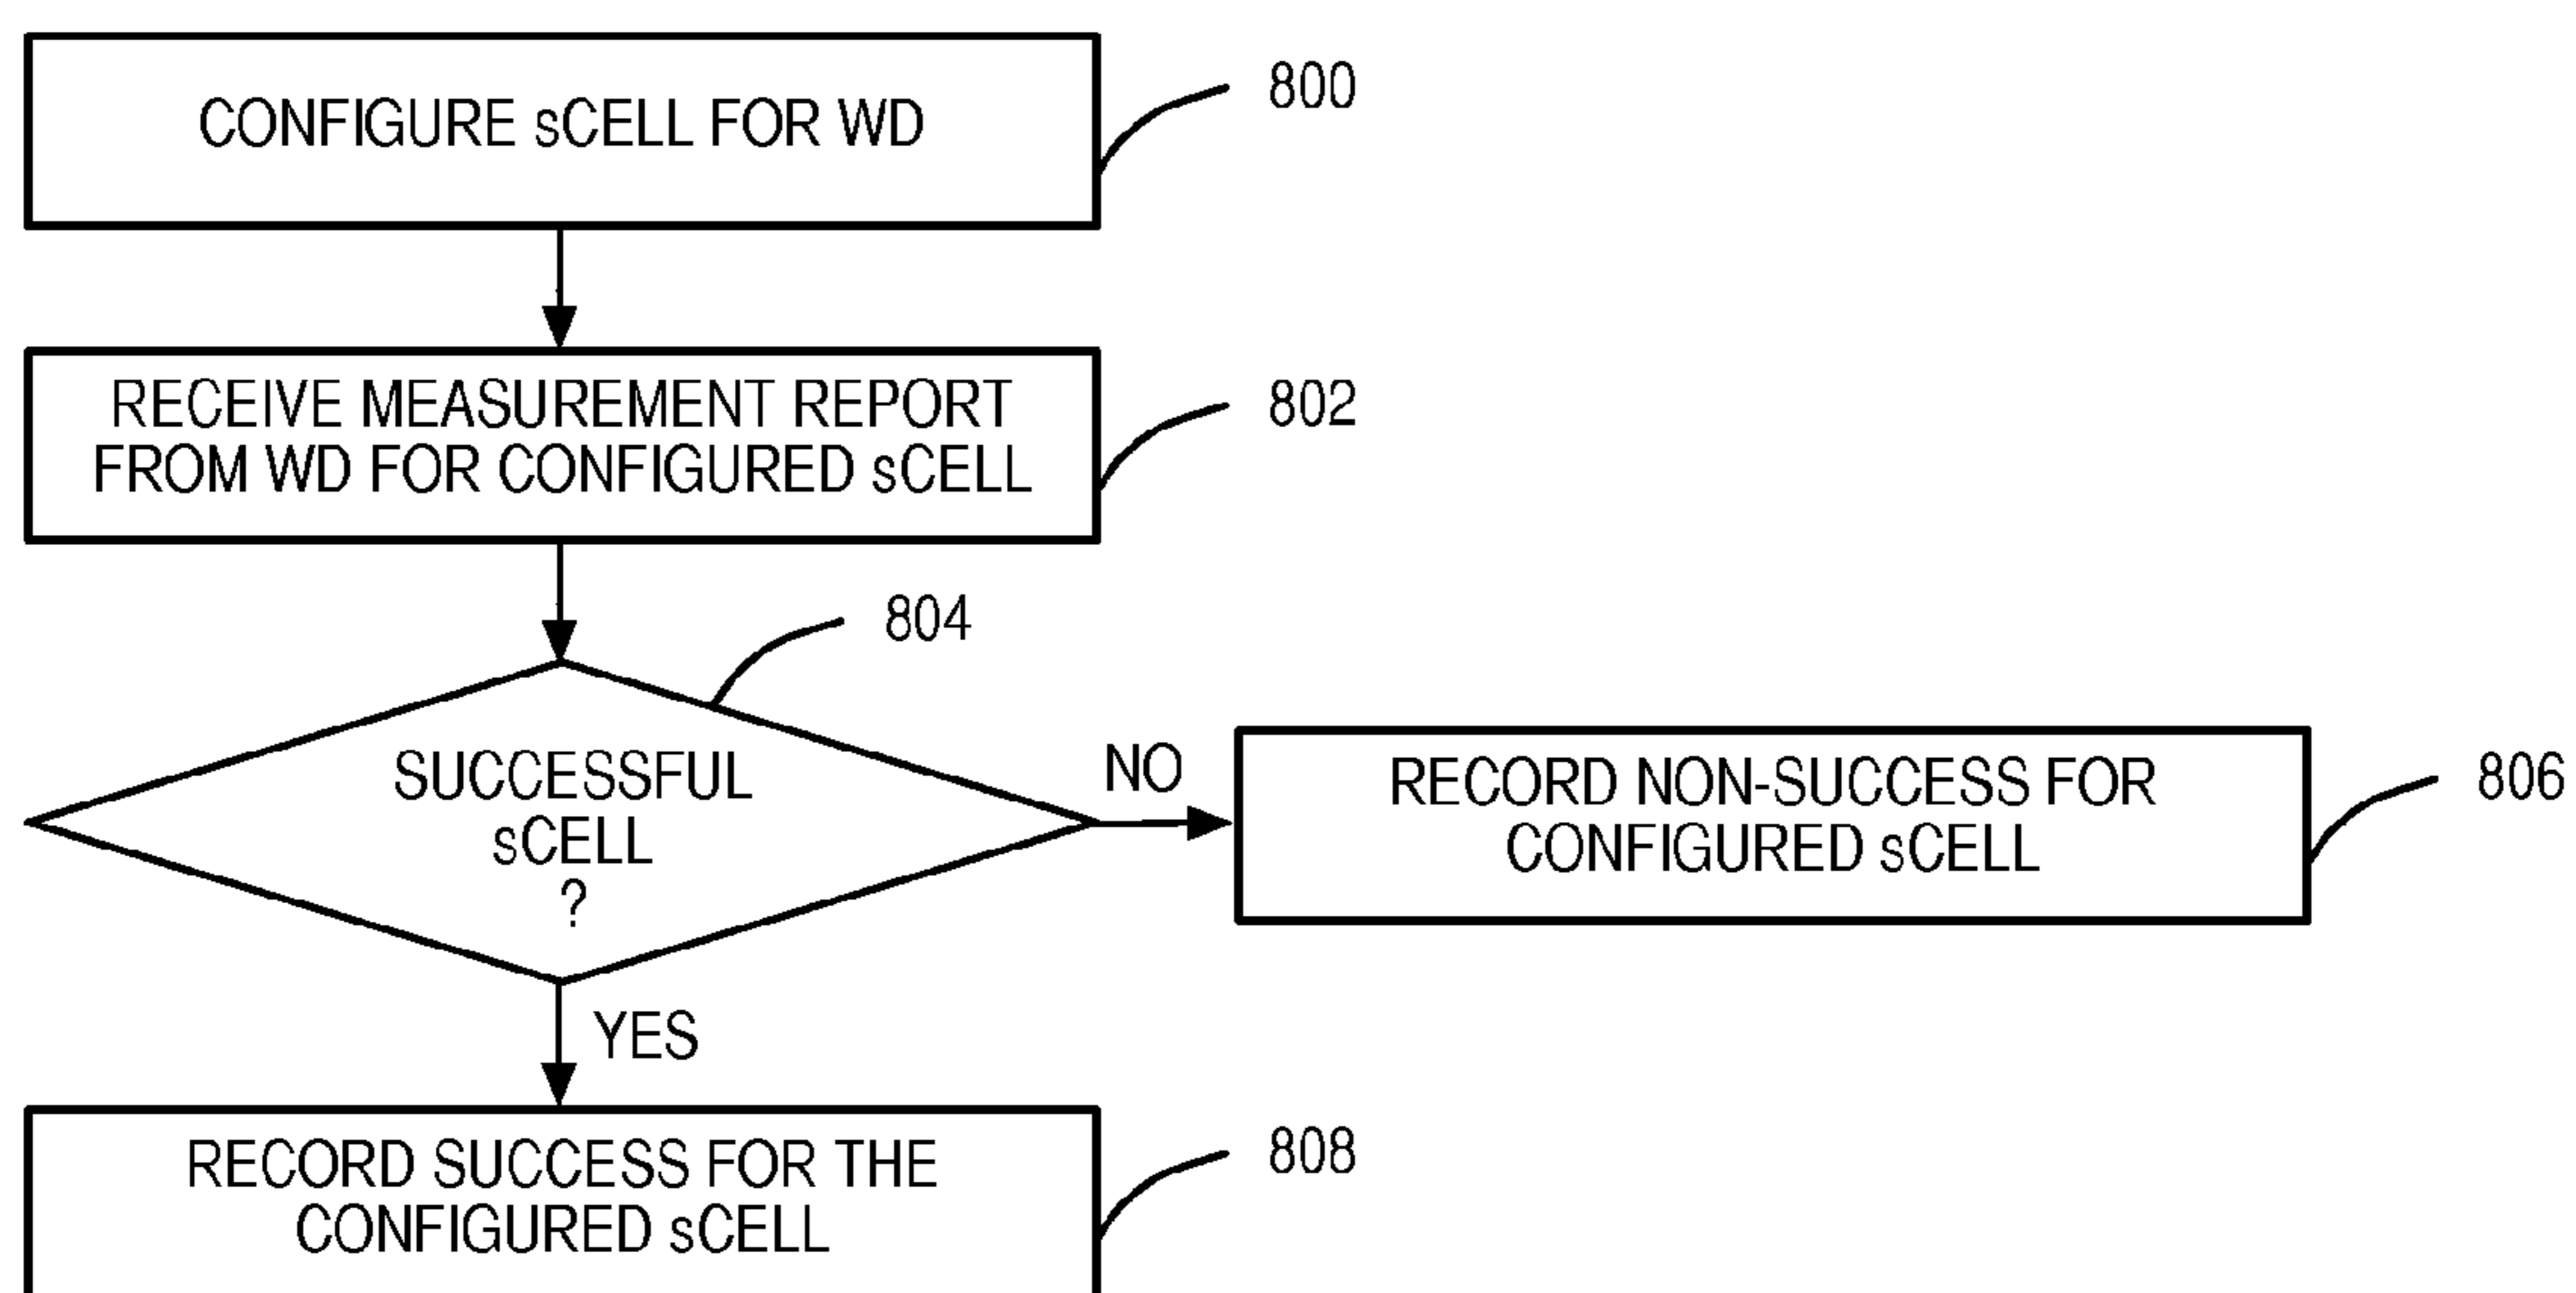 CONFIGURE sCELL FOR WD
800
RECEIVE MEASUREMENT REPORT
FROM WD FOR CONFIGURED sCELL
802
804
SUCCESSFUL
sCELL
?
NO
RECORD NON-SUCCESS FOR
CONFIGURED sCELL
806
YES
RECORD SUCCESS FOR THE
CONFIGURED sCELL
808